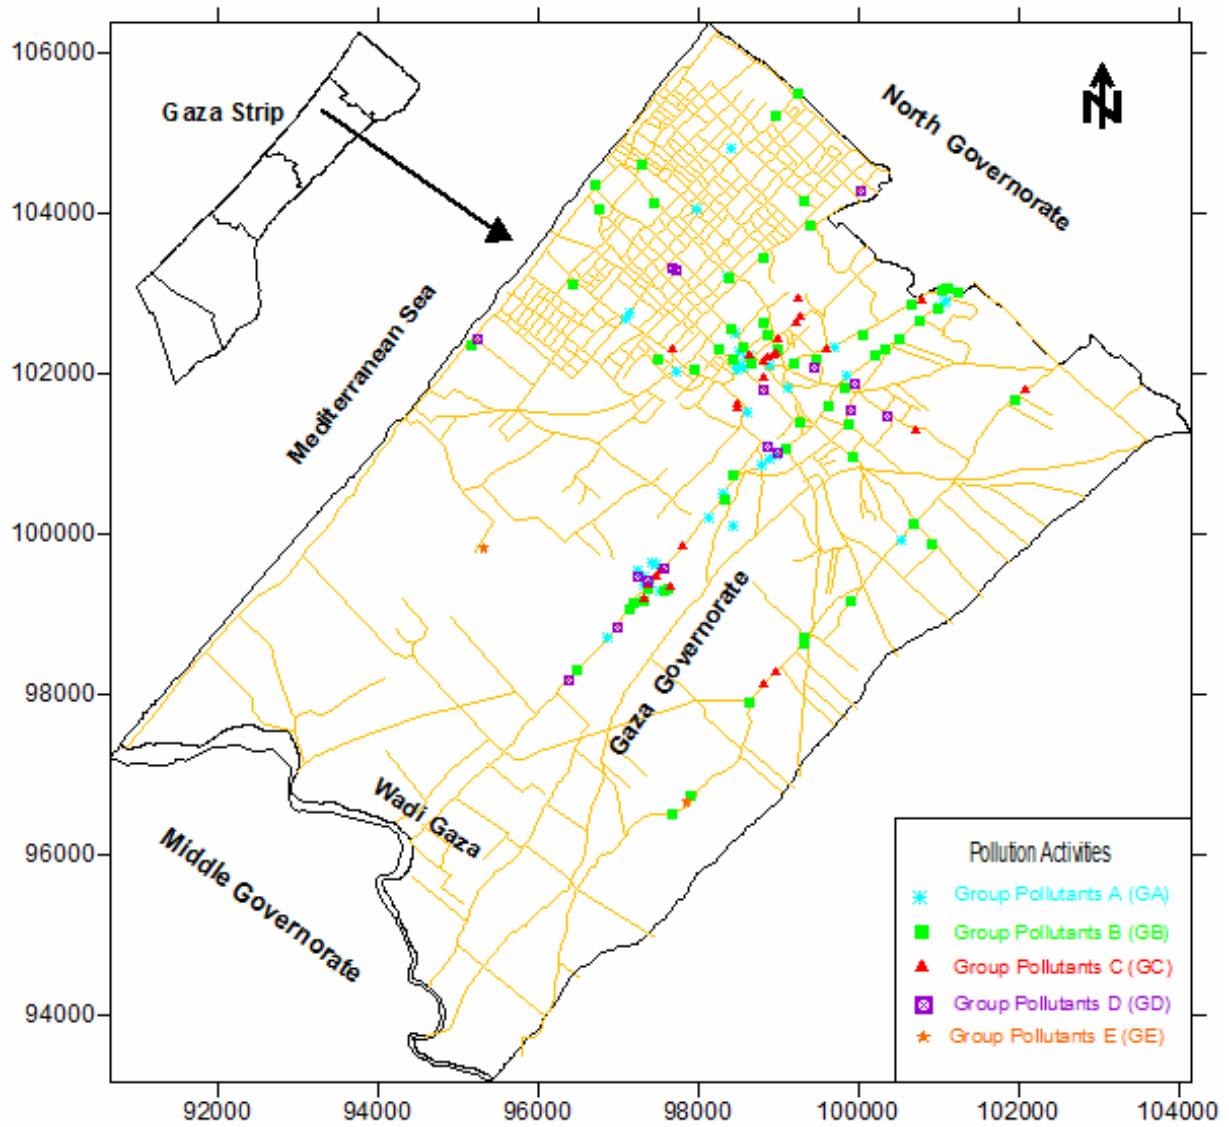 106000
104000
102000
100000
98000
96000
94000
Gaza Strip
N
North Governorate
Mediterranean Sea
Gaza Governorate
Wadi Gaza
Middle Governorate
Pollution Activities
Group Pollutants A (GA)
Group Pollutants B (GB)
Group Pollutants C (GC)
Group Pollutants D (GD)
Group Pollutants E (GE)
92000 94000 96000 98000 100000 102000 104000